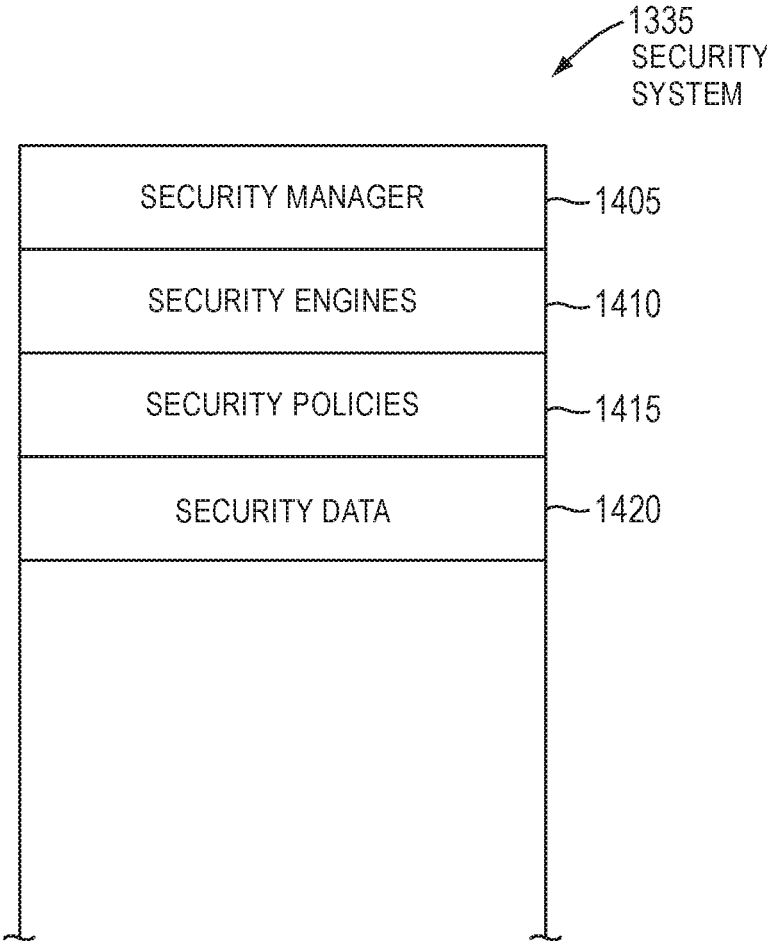 1335
SECURITY
SYSTEM
SECURITY MANAGER
1405
SECURITY ENGINES
1410
SECURITY POLICIES
1415
SECURITY DATA
1420